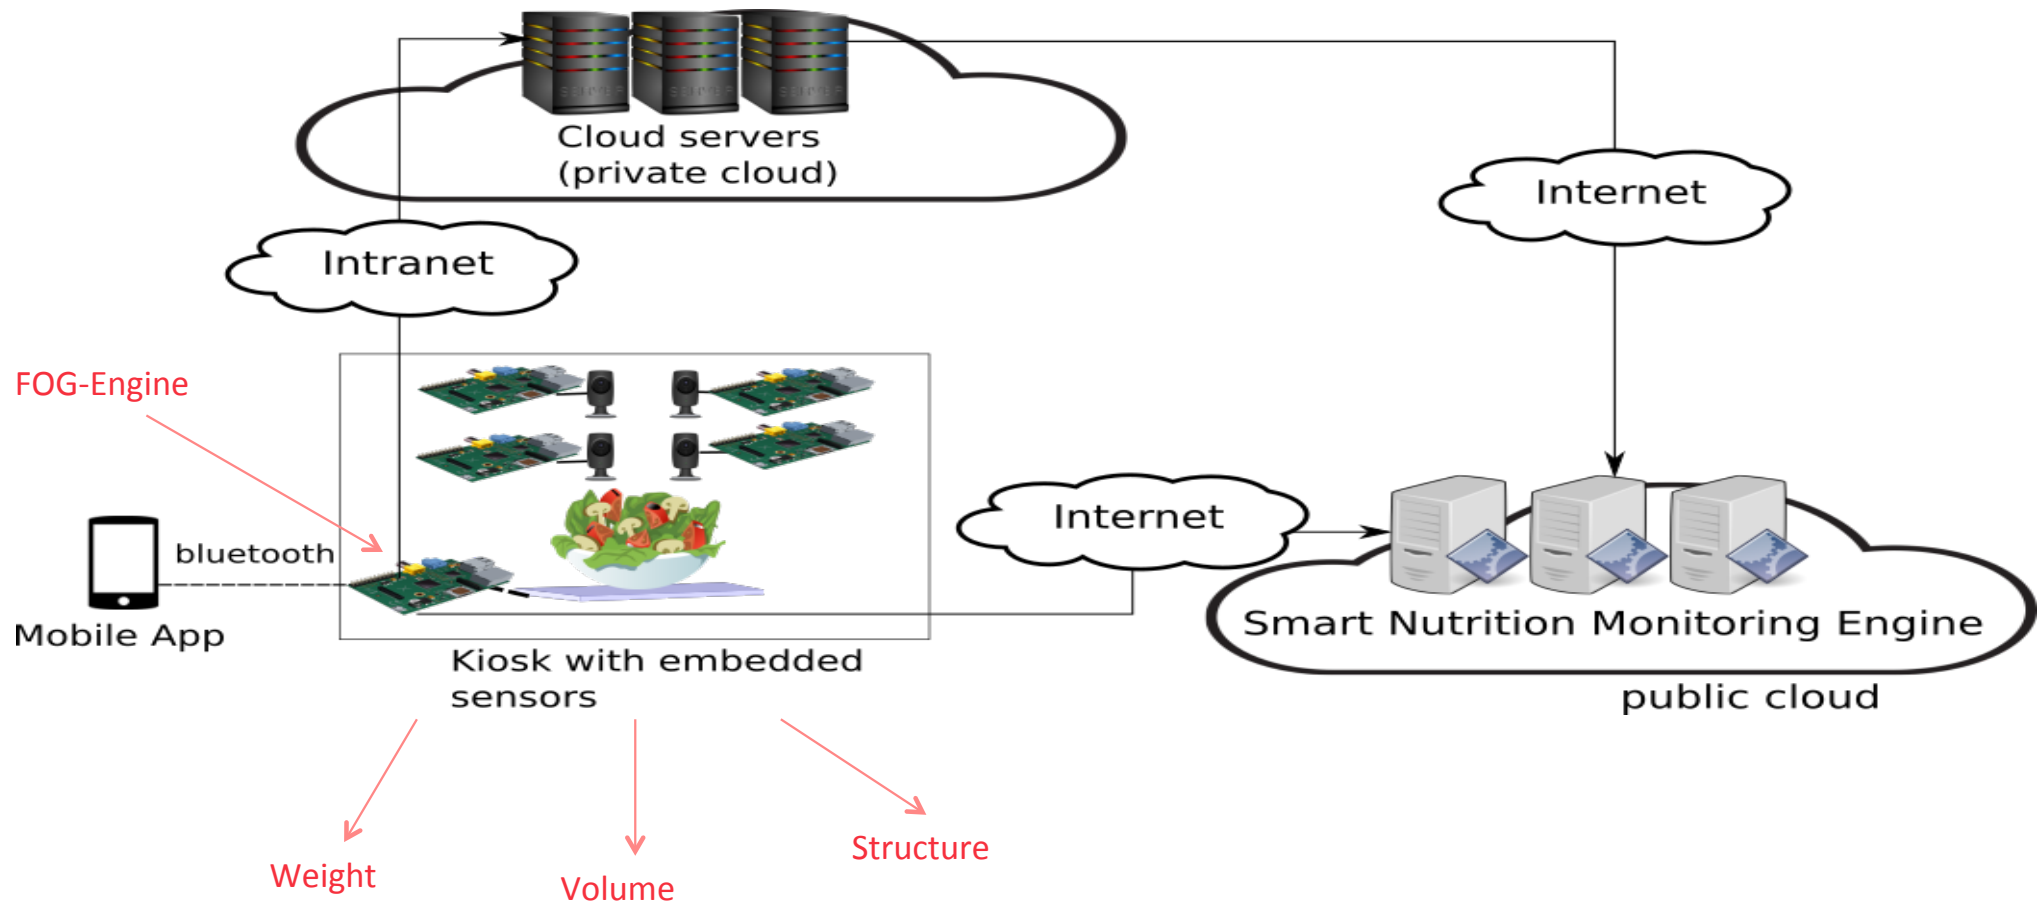 Cloud servers
(private cloud)
Internet
Intranet
FOG-Engine
bluetooth
Mobile App
Internet
Smart Nutrition Monitoring Engine
public cloud
Kiosk with embedded
sensors
Weight
Volume
Structure